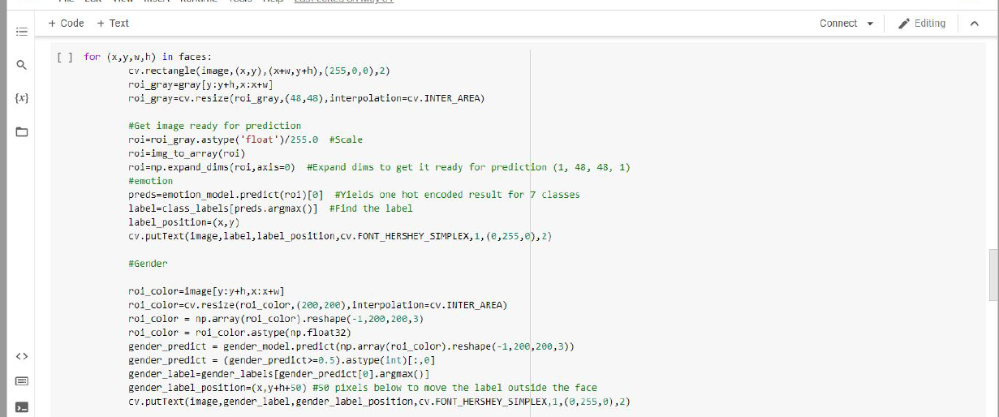 File Edit View Insert Runtime Tools Help
+ Code + Text Connect Editing
[ ] for (x,y,w,h) in faces:
cv.rectangle(image,(x,y),(x+w,y+h),(255,0,0),2)
roi_gray=gray[y:y+h,x:x+w]
roi_gray=cv.resize(roi_gray,(48,48),interpolation=cv.INTER_AREA)
#Get image ready for prediction
roi=roi_gray.astype('float')/255.0 #Scale
roi=img_to_array(roi)
roi=np.expand_dims(roi,axis=0) #Expand dims to get it ready for prediction (1, 48, 48, 1)
#emotion
preds=emotion_model.predict(roi)[0] #Yields one hot encoded result for 7 classes
label=class_labels[preds.argmax()] #Find the label
label_position=(x,y)
cv.putText(image,label,label_position,cv.FONT_HERSHEY_SIMPLEX,1,(0,255,0),2)
#Gender
roi_color=image[y:y+h,x:x+w]
roi_color=cv.resize(roi_color,(200,200),interpolation=cv.INTER_AREA)
roi_color = np.array(roi_color).reshape(-1,200,200,3)
roi_color = roi_color.astype(np.float32)
gender_predict = gender_model.predict(np.array(roi_color).reshape(-1,200,200,3))
gender_predict = (gender_predict>=0.5).astype(int)[:,0]
gender_label=gender_labels[gender_predict[0].argmax()]
gender_label_position=(x,y+h+50) #50 pixels below to move the label outside the face
cv.putText(image,gender_label,gender_label_position,cv.FONT_HERSHEY_SIMPLEX,1,(0,255,0),2)